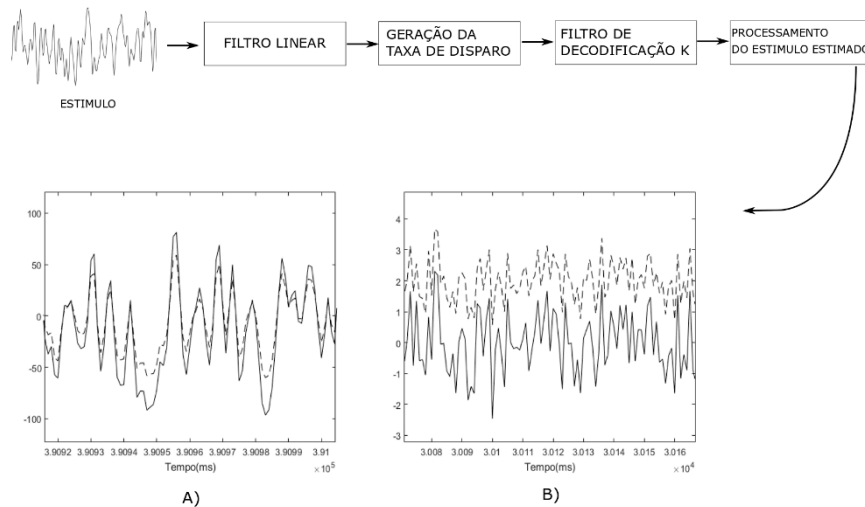 ESTIMULO
FILTRO LINEAR
GERAÇÃO DA
TAXA DE DISPARO
FILTRO DE
DECODIFICAÇÃO K
PROCESSAMENTO
DO ESTIMULO ESTIMADO
100
50
0
-50
-100
3.9092 3.9093 3.9094 3.9095 3.9096 3.9097 3.9098 3.9099 3.91
Tempo(ms)
×10⁵
A)
4
3
2
1
0
-1
-2
-3
3.008 3.009 3.01 3.011 3.012 3.013 3.014 3.015 3.016
Tempo(ms)
×10⁴
B)